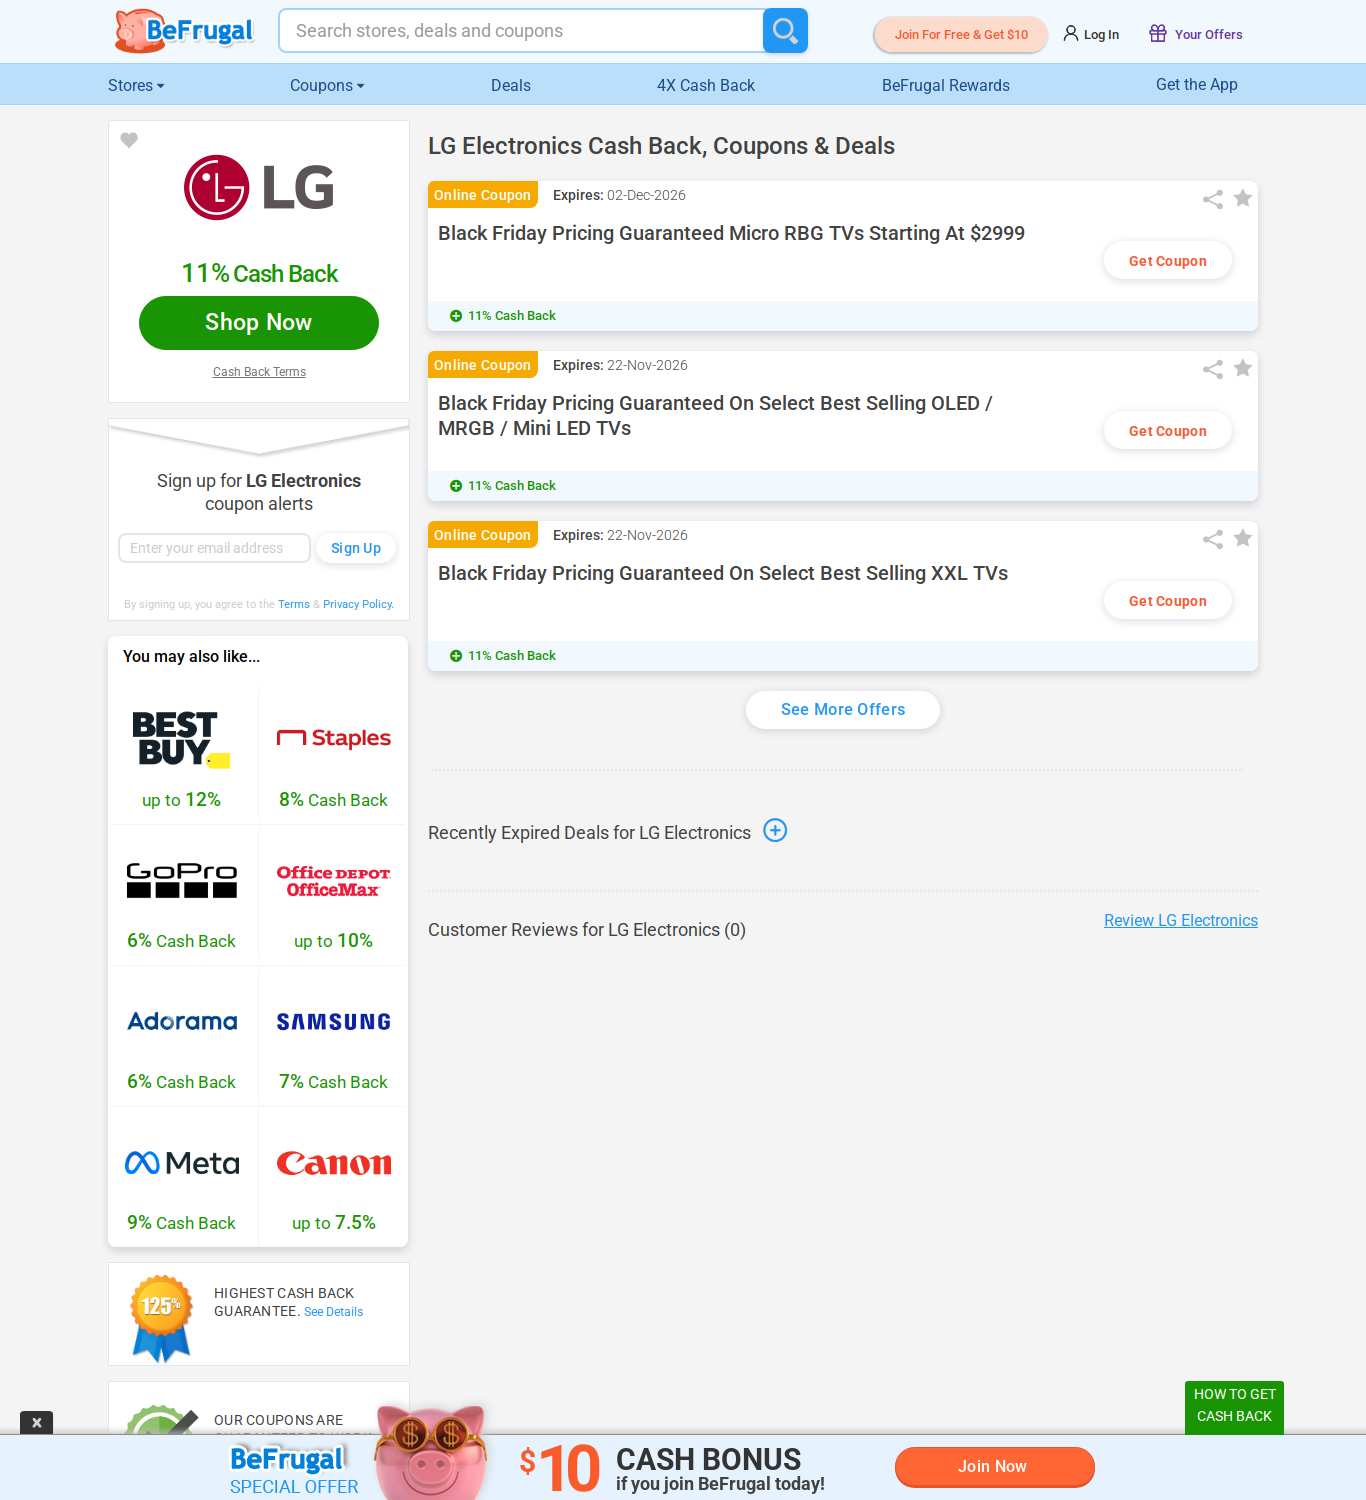 BeFrugal
Search stores, deals and coupons
Join For Free & Get $10
Log In
Your Offers
Stores
Coupons
Deals
4X Cash Back
BeFrugal Rewards
Get the App
LG
11% Cash Back
Shop Now
Cash Back Terms
Sign up for LG Electronics
coupon alerts
Enter your email address
Sign Up
By signing up, you agree to the Terms & Privacy Policy.
You may also like...
BEST
BUY
up to 12%
Staples
8% Cash Back
GoPro
6% Cash Back
Office DEPOT
OfficeMax
up to 10%
Adorama
6% Cash Back
SAMSUNG
7% Cash Back
Meta
9% Cash Back
Canon
up to 7.5%
125%
HIGHEST CASH BACK
GUARANTEE. See Details
OUR COUPONS ARE
LG Electronics Cash Back, Coupons & Deals
Online Coupon
Expires: 02-Dec-2026
Black Friday Pricing Guaranteed Micro RBG TVs Starting At $2999
Get Coupon
11% Cash Back
Online Coupon
Expires: 22-Nov-2026
Black Friday Pricing Guaranteed On Select Best Selling OLED /
MRGB / Mini LED TVs
Get Coupon
11% Cash Back
Online Coupon
Expires: 22-Nov-2026
Black Friday Pricing Guaranteed On Select Best Selling XXL TVs
Get Coupon
11% Cash Back
See More Offers
Recently Expired Deals for LG Electronics
Customer Reviews for LG Electronics (0)
Review LG Electronics
HOW TO GET
CASH BACK
x
BeFrugal
SPECIAL OFFER
$ $
$10
CASH BONUS
if you join BeFrugal today!
Join Now